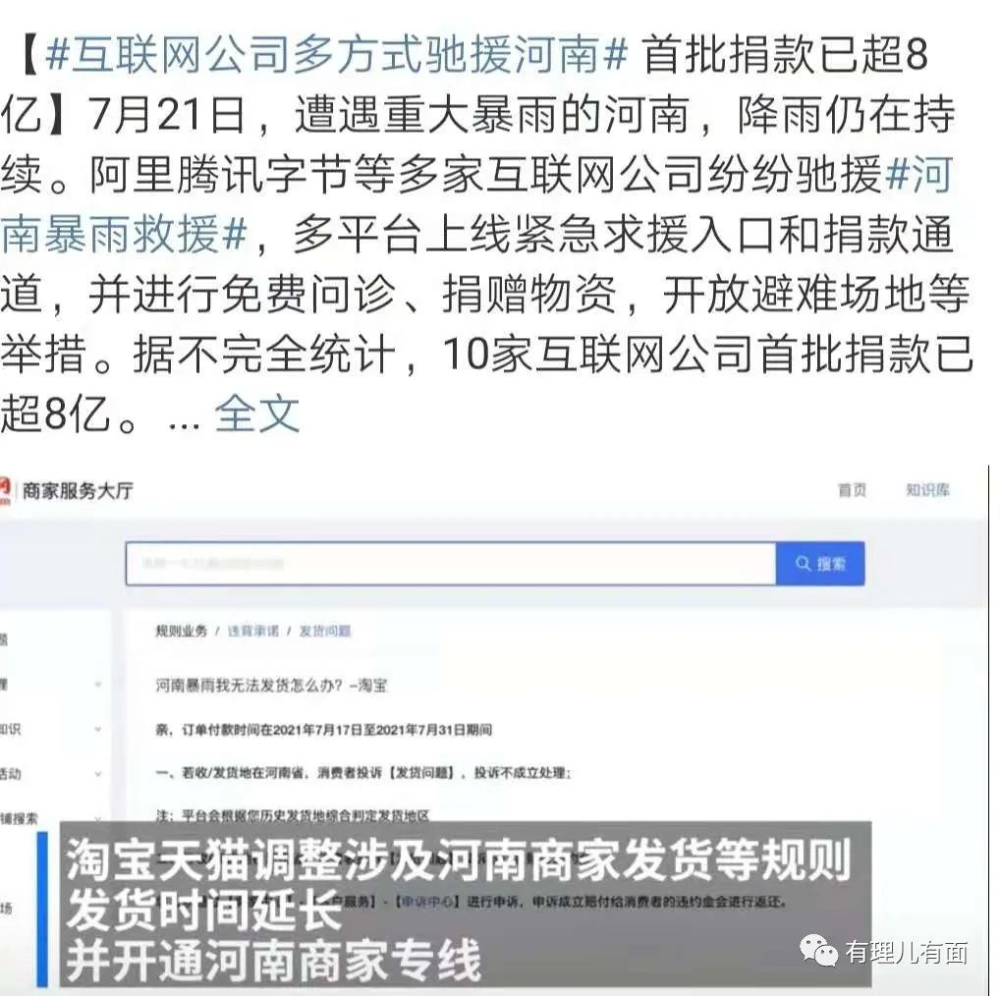 【#互联网公司多方式驰援河南# 首批捐款已超8
亿】7月21日，遭遇重大暴雨的河南，降雨仍在持
续。阿里腾讯字节等多家互联网公司纷纷驰援#河
南暴雨救援#，多平台上线紧急求援入口和捐款通
道，并进行免费问诊、捐赠物资，开放避难场地等
举措。据不完全统计，10家互联网公司首批捐款已
超8亿。 ... 全文
商家服务大厅
首页 知识库
搜索
规则业务 / 违背承诺 / 发货问题
题
河南暴雨我无法发货怎么办？-淘宝
理
亲，订单付款时间在2021年7月17日至2021年7月31日期间
知识
一、若收/发货地在河南省，消费者投诉【发货问题】，投诉不成立处理；
活动
注：平台会根据您历史发货地综合判定发货地区
铺搜索
淘宝天猫调整涉及河南商家发货等规则
户服务】-【申诉中心】进行申诉，申诉成立赔付给消费者的违约金会进行返还。
场
发货时间延长
并开通河南商家专线
有理儿有面